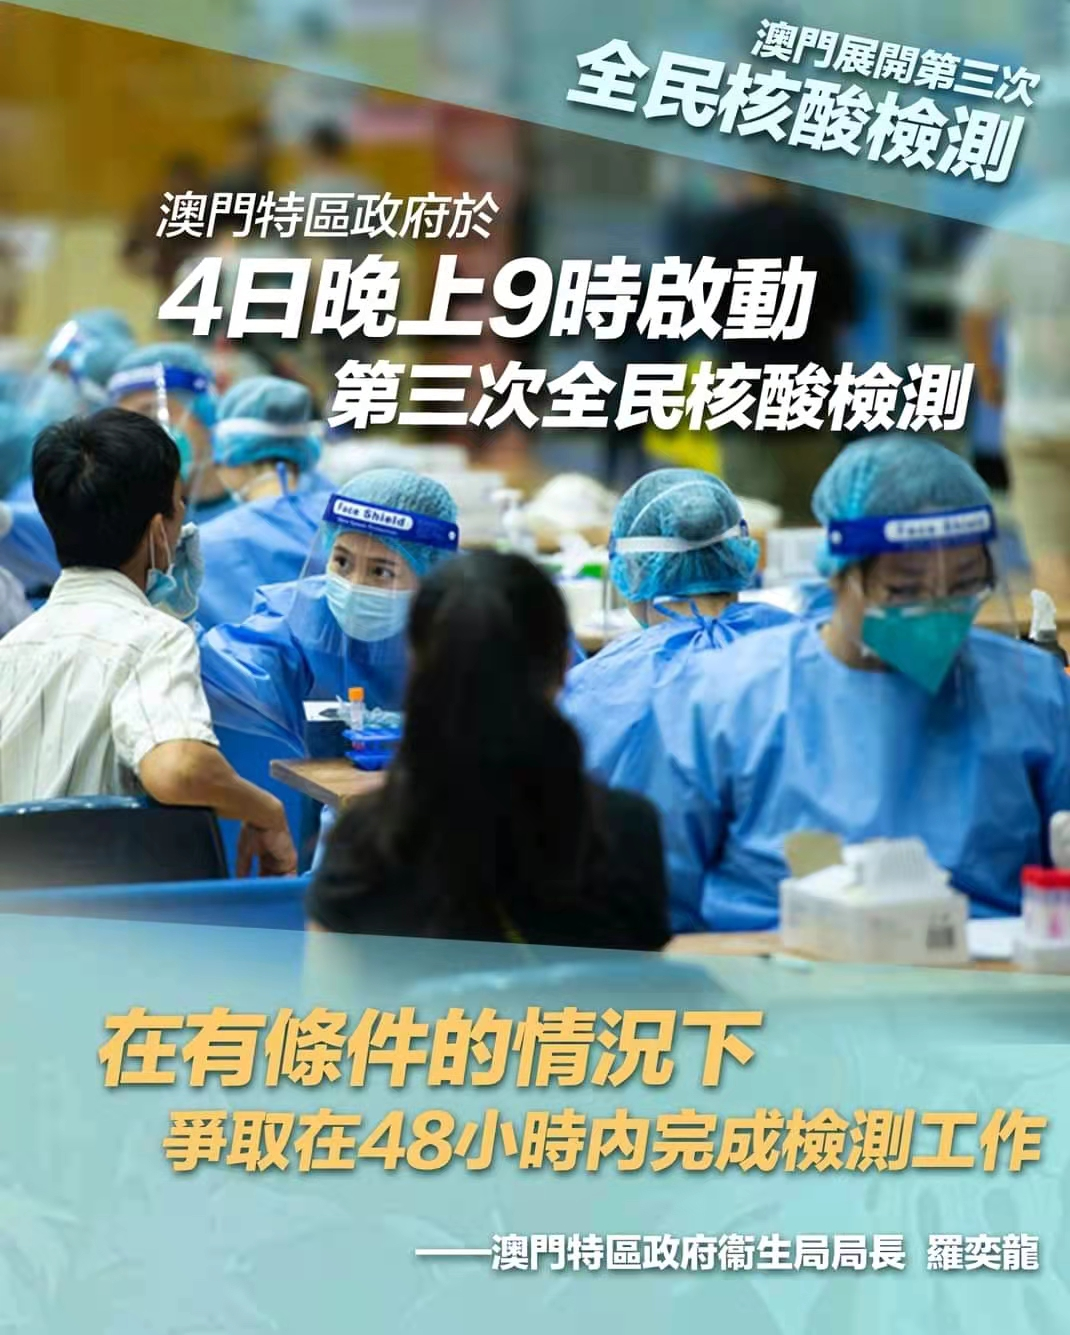 澳門展開第三次
全民核酸檢測
澳門特區政府於
4日晚上9時啟動
第三次全民核酸檢測
Face Shield
Face Shield
在有條件的情況下
爭取在48小時內完成檢測工作
——澳門特區政府衞生局局長 羅奕龍